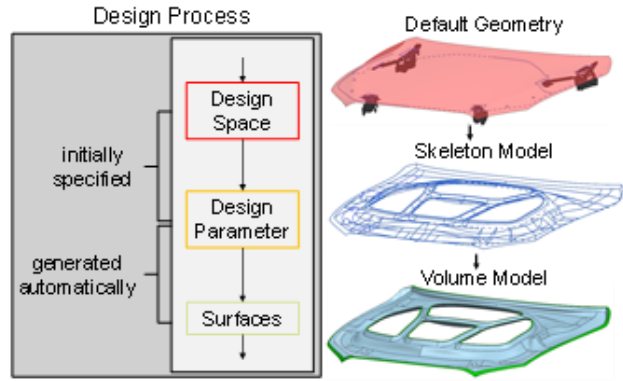 Design Process
Design
Space
initially
specified
Design
Parameter
generated
automatically
Surfaces
Default Geometry
Skeleton Model
Volume Model